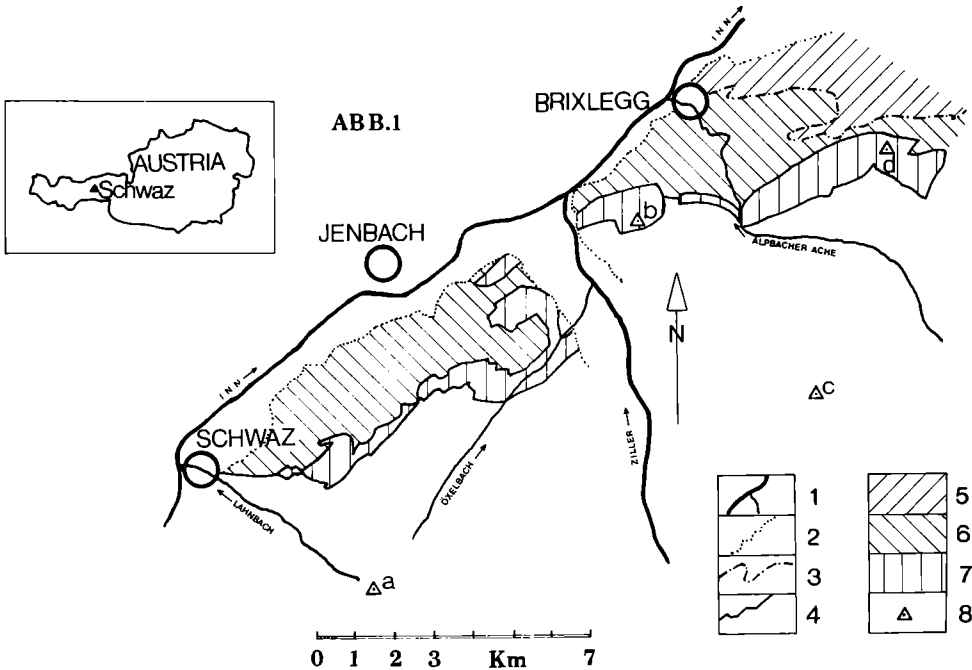 INN →
ABB.1
BRIXLEGG
AUSTRIA
Schwaz
d
b
JENBACH
ALPBACHER ACHE
N
c
INN →
SCHWAZ
ZILLER →
ÖXELBACH →
← LAHNBACH
a
1 5
2 6
3 7
4 8
0 1 2 3 Km 7